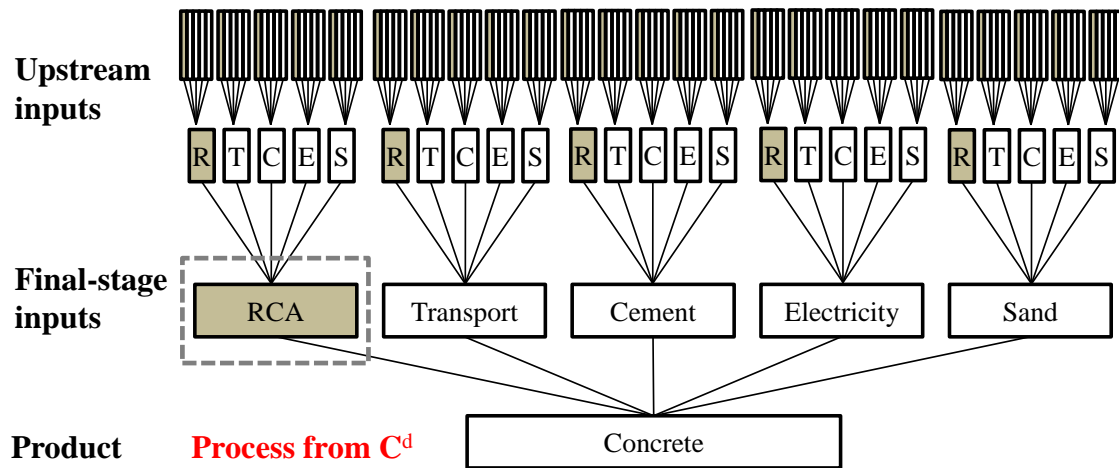 Upstream
inputs
R T C E S R T C E S R T C E S R T C E S R T C E S
Final-stage
inputs
RCA Transport Cement Electricity Sand
Product Process from Cᵈ Concrete